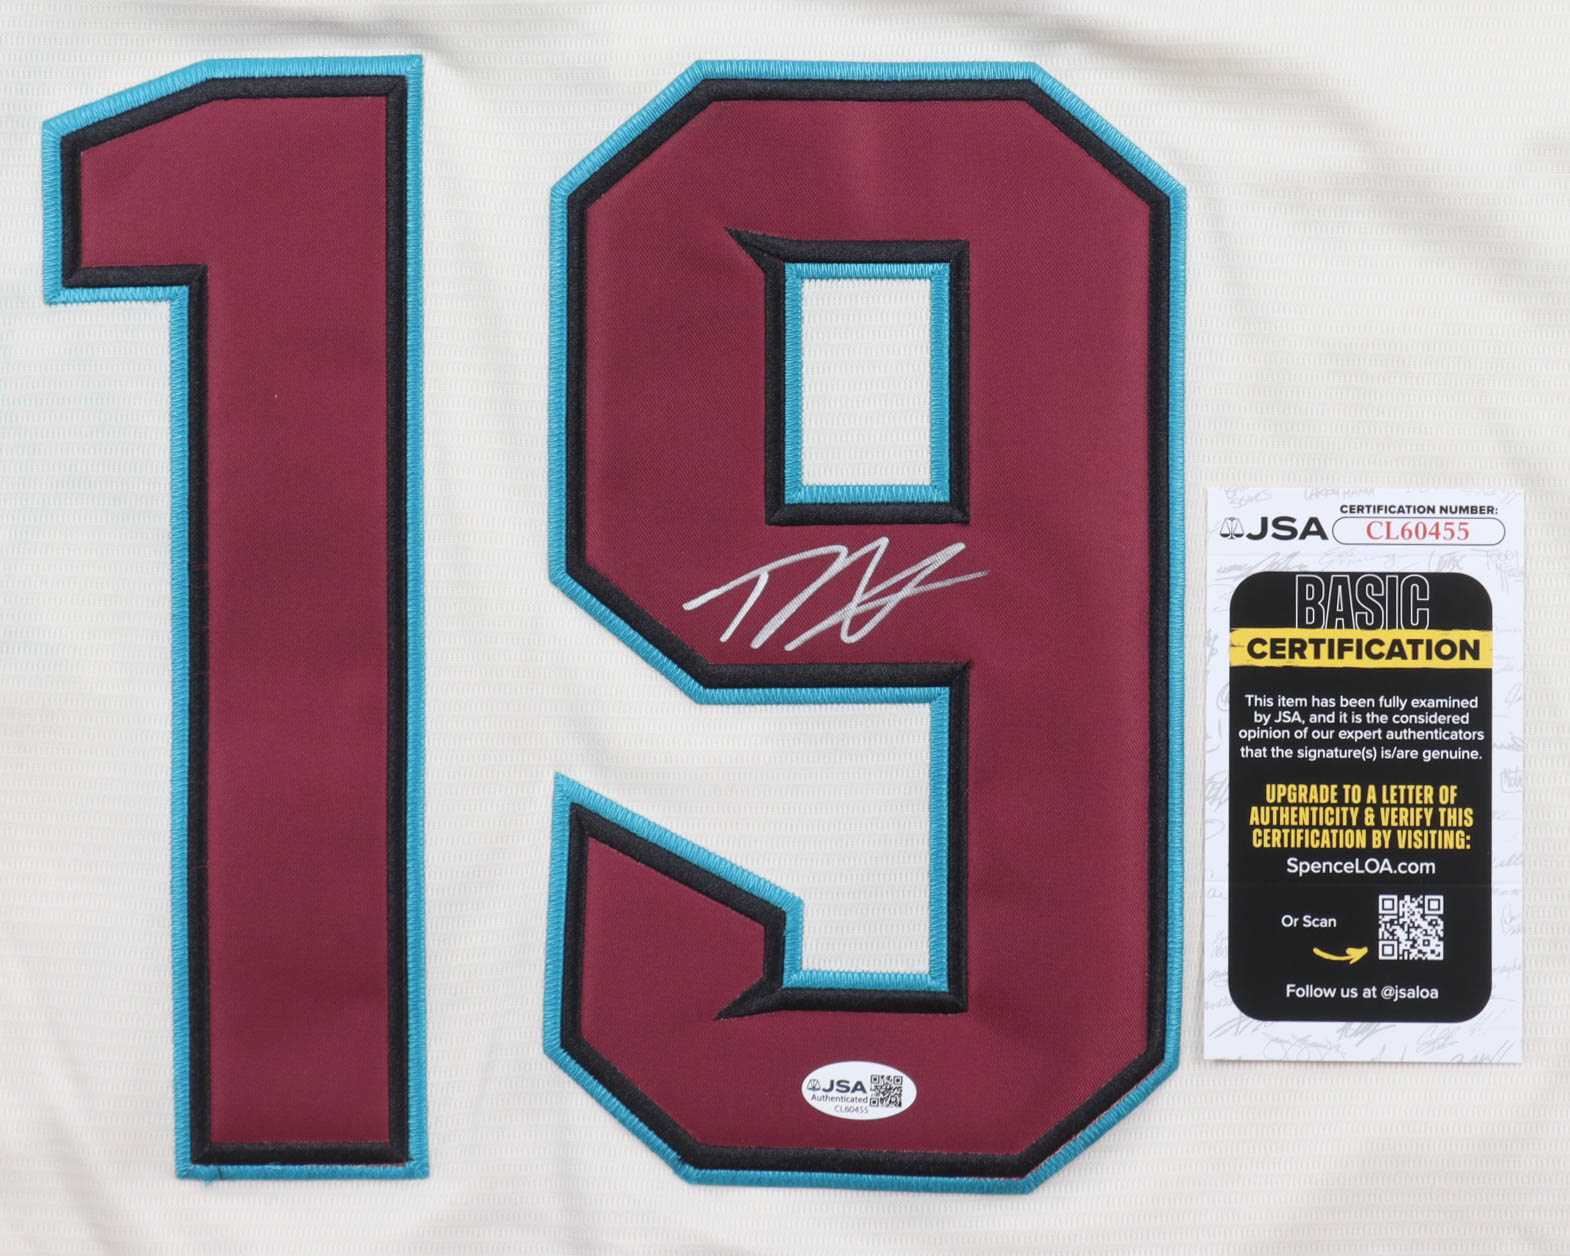 19
JSA
CERTIFICATION NUMBER:
CL60455
BASIC
CERTIFICATION
This item has been fully examined
by JSA, and it is the considered
opinion of our expert authenticators
that the signature(s) is/are genuine.
UPGRADE TO A LETTER OF
AUTHENTICITY & VERIFY THIS
CERTIFICATION BY VISITING:
SpenceLOA.com
Or Scan
Follow us at @jsaloa
JSA
Authenticated
CL60455